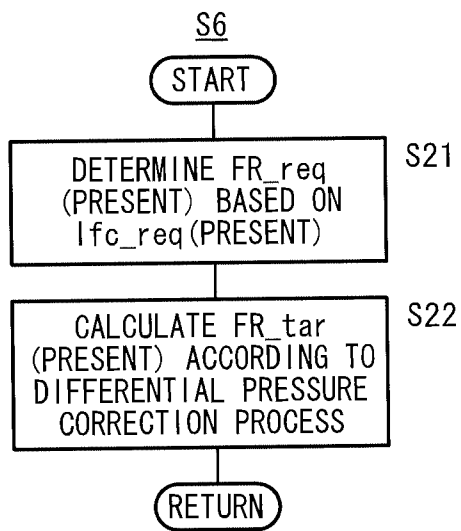 S6
START
DETERMINE FR_req
(PRESENT) BASED ON
Ifc_req(PRESENT)
S21
CALCULATE FR_tar
(PRESENT) ACCORDING TO
DIFFERENTIAL PRESSURE
CORRECTION PROCESS
S22
RETURN